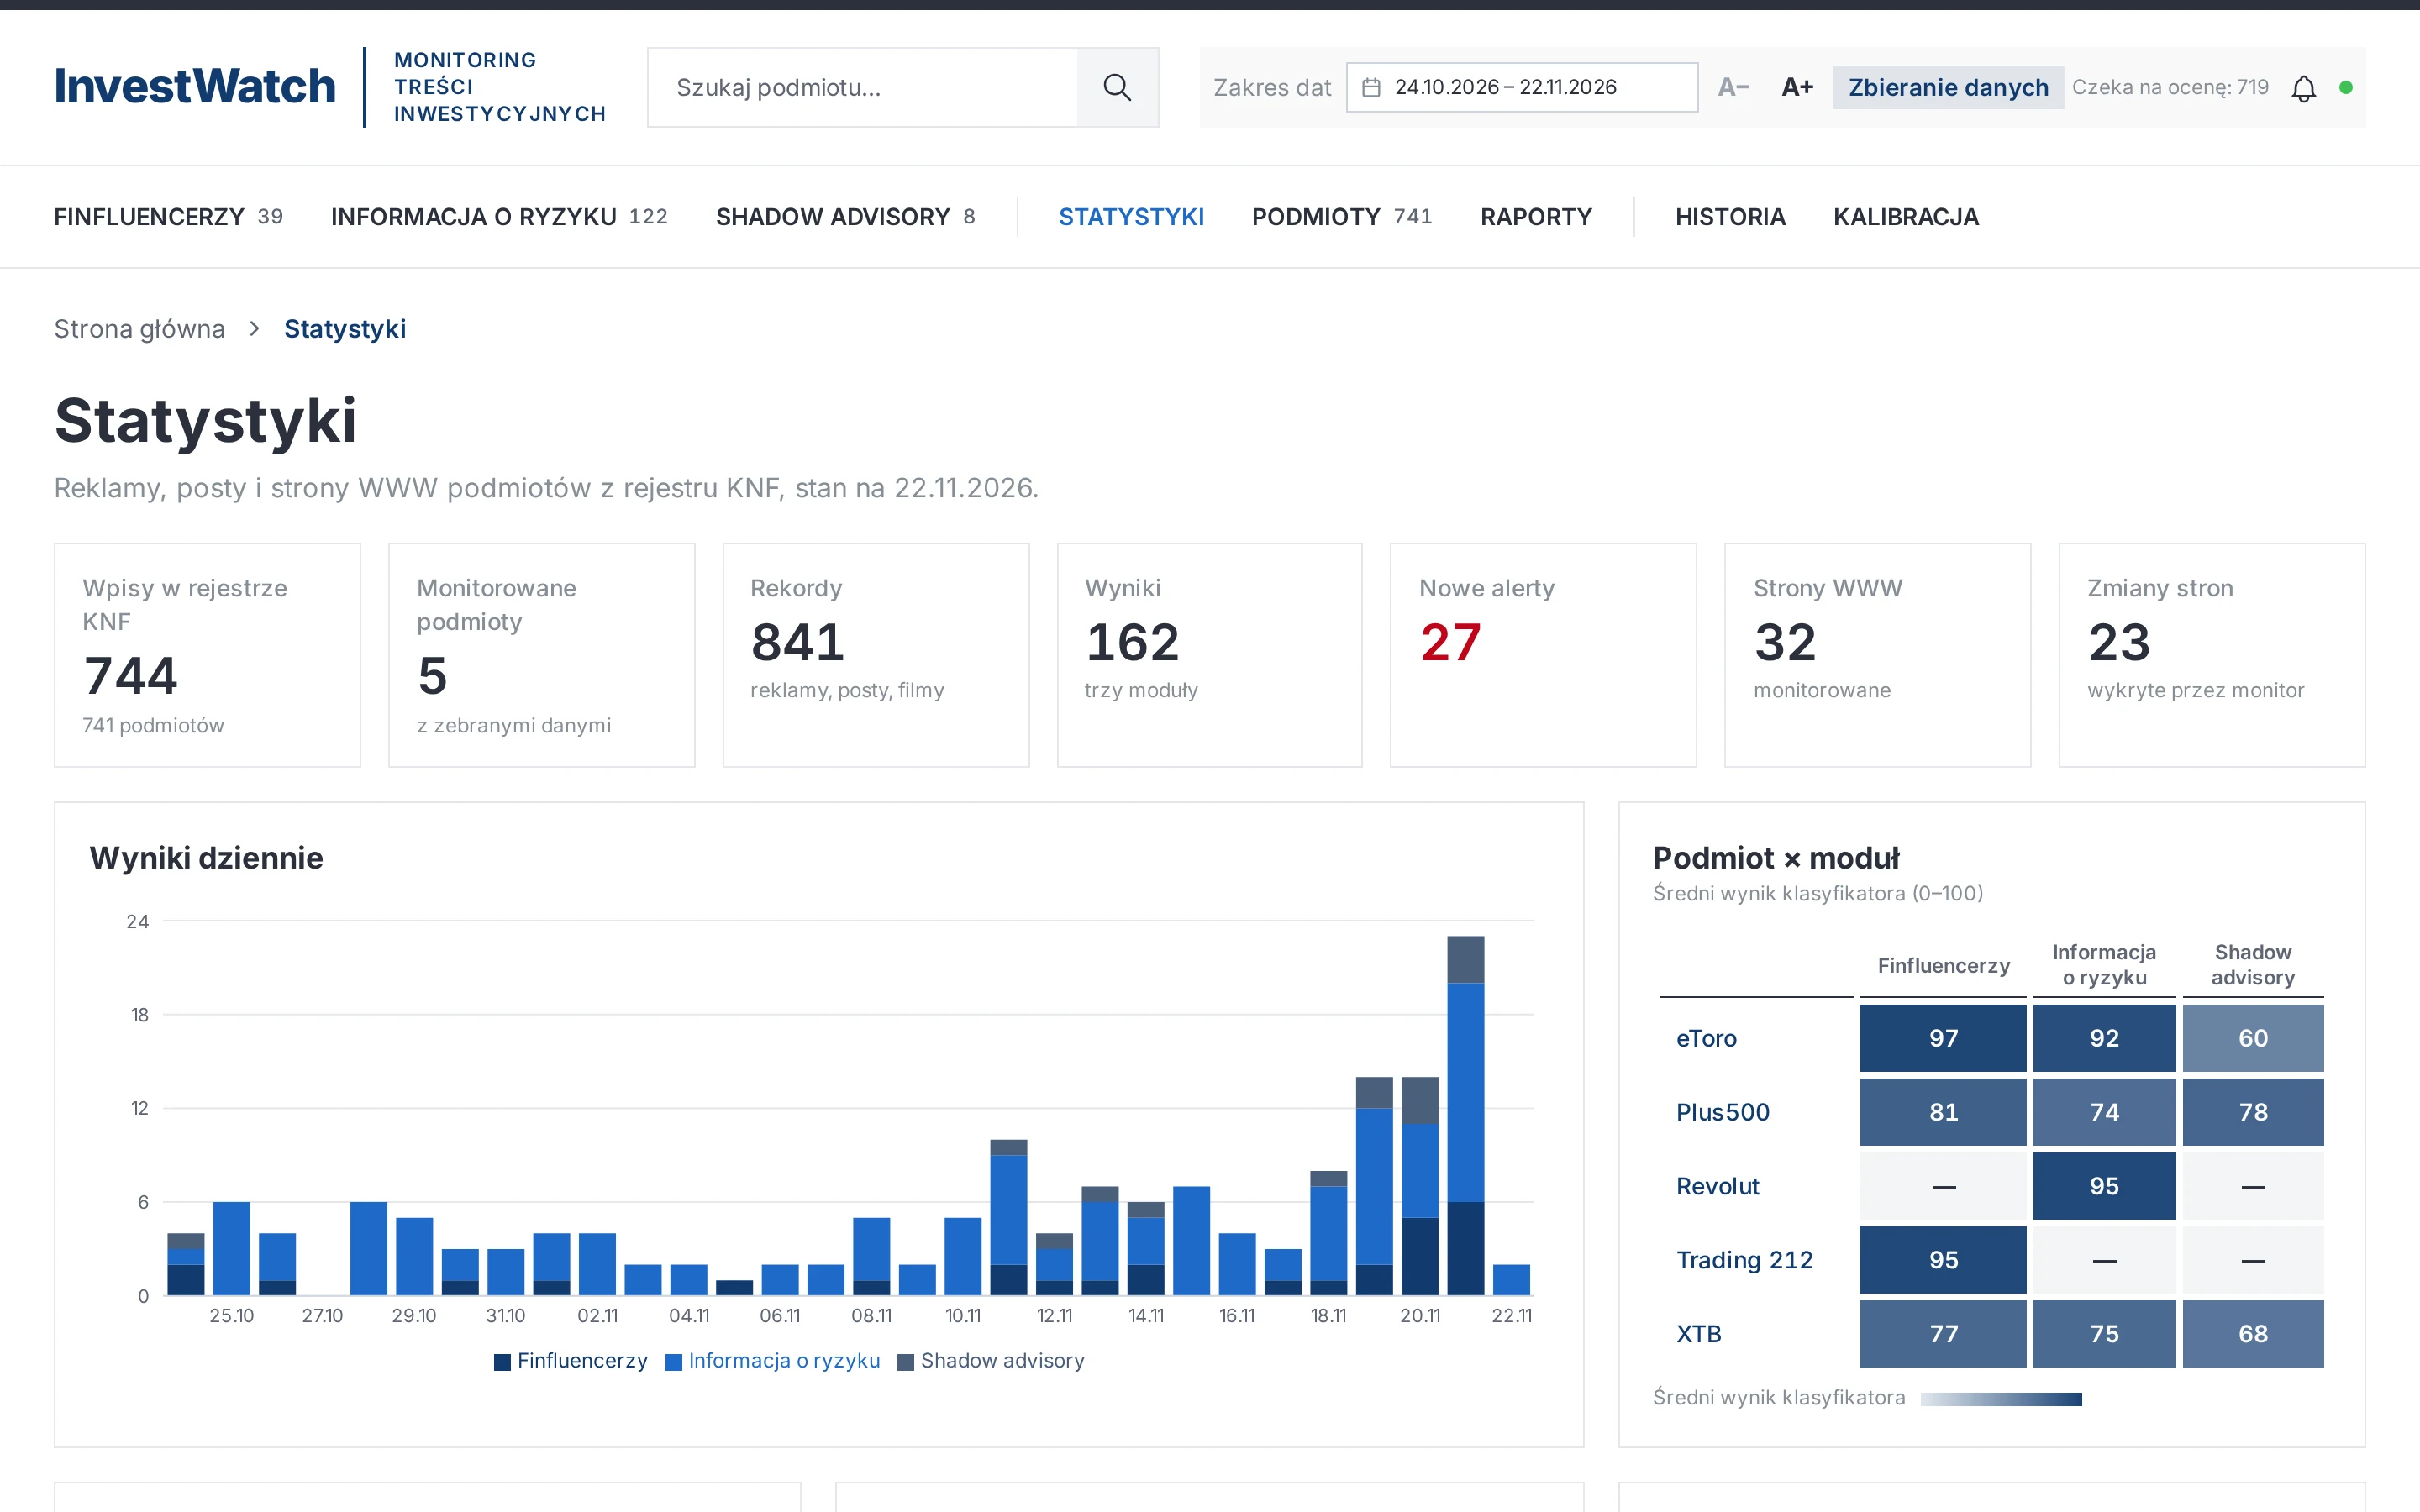 InvestWatch
MONITORING
TREŚCI
INWESTYCYJNYCH
Szukaj podmiotu...
Zakres dat
24.10.2026 – 22.11.2026
A−
A+
Zbieranie danych
Czeka na ocenę: 719
FINFLUENCERZY 39
INFORMACJA O RYZYKU 122
SHADOW ADVISORY 8
STATYSTYKI
PODMIOTY 741
RAPORTY
HISTORIA
KALIBRACJA
Strona główna > Statystyki
Statystyki
Reklamy, posty i strony WWW podmiotów z rejestru KNF, stan na 22.11.2026.
Wpisy w rejestrze
KNF
744
741 podmiotów
Monitorowane
podmioty
5
z zebranymi danymi
Rekordy
841
reklamy, posty, filmy
Wyniki
162
trzy moduły
Nowe alerty
27
Strony WWW
32
monitorowane
Zmiany stron
23
wykryte przez monitor
Wyniki dziennie
24
18
12
6
0
25.10 27.10 29.10 31.10 02.11 04.11 06.11 08.11 10.11 12.11 14.11 16.11 18.11 20.11 22.11
Finfluencerzy Informacja o ryzyku Shadow advisory
Podmiot × moduł
Średni wynik klasyfikatora (0–100)
Finfluencerzy
Informacja
o ryzyku
Shadow
advisory
eToro 97 92 60
Plus500 81 74 78
Revolut — 95 —
Trading 212 95 — —
XTB 77 75 68
Średni wynik klasyfikatora